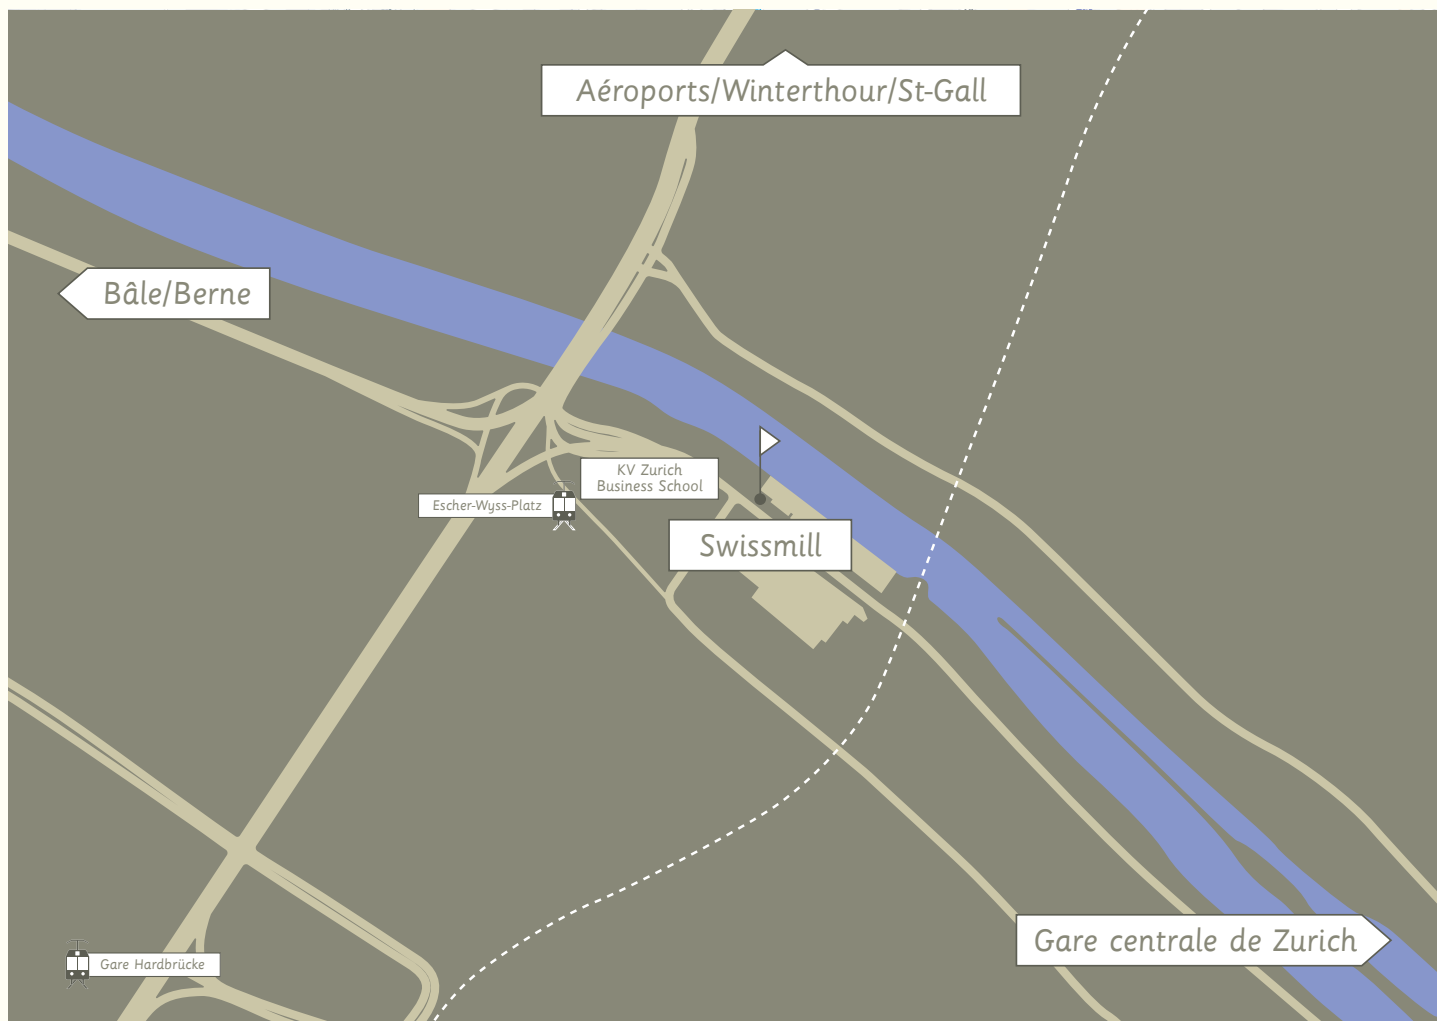 Aéroports/Winterthour/St-Gall
Bâle/Berne
KV Zurich
Business School
Escher-Wyss-Platz
Swissmill
Gare centrale de Zurich
Gare Hardbrücke